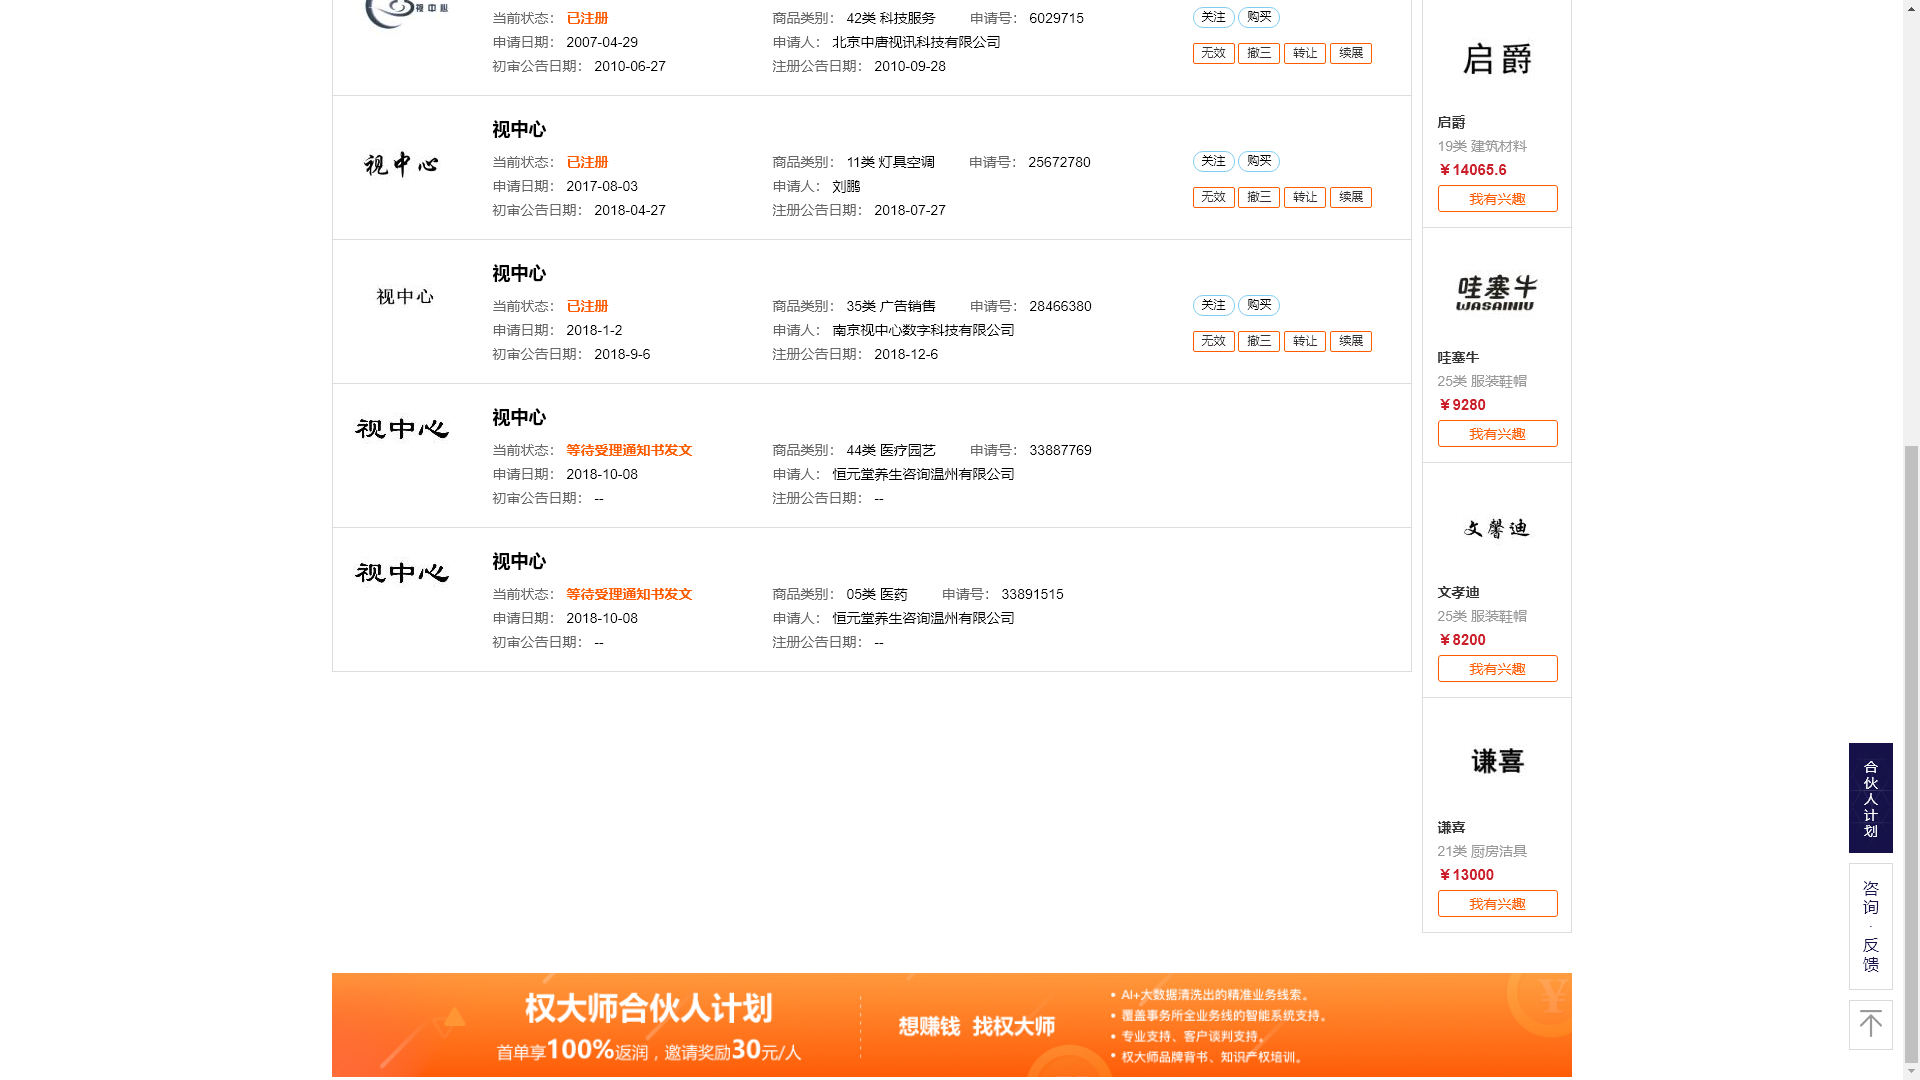 视中心
当前状态： 已注册 商品类别： 42类 科技服务 申请号： 6029715 关注 购买
申请日期： 2007-04-29 申请人： 北京中唐视讯科技有限公司 无效 撤三 转让 续展
初审公告日期： 2010-06-27 注册公告日期： 2010-09-28
视中心
视中心
当前状态： 已注册 商品类别： 11类 灯具空调 申请号： 25672780 关注 购买
申请日期： 2017-08-03 申请人： 刘鹏 无效 撤三 转让 续展
初审公告日期： 2018-04-27 注册公告日期： 2018-07-27
视中心
视中心
当前状态： 已注册 商品类别： 35类 广告销售 申请号： 28466380 关注 购买
申请日期： 2018-1-2 申请人： 南京视中心数字科技有限公司 无效 撤三 转让 续展
初审公告日期： 2018-9-6 注册公告日期： 2018-12-6
视中心
视中心
当前状态： 等待受理通知书发文 商品类别： 44类 医疗园艺 申请号： 33887769
申请日期： 2018-10-08 申请人： 恒元堂养生咨询温州有限公司
初审公告日期： -- 注册公告日期： --
视中心
视中心
当前状态： 等待受理通知书发文 商品类别： 05类 医药 申请号： 33891515
申请日期： 2018-10-08 申请人： 恒元堂养生咨询温州有限公司
初审公告日期： -- 注册公告日期： --
启爵
启爵
19类 建筑材料
￥14065.6
我有兴趣
哇塞牛
WASAINIU
哇塞牛
25类 服装鞋帽
￥9280
我有兴趣
文馨迪
文孝迪
25类 服装鞋帽
￥8200
我有兴趣
谦喜
谦喜
21类 厨房洁具
￥13000
我有兴趣
合伙人计划
咨询·反馈
权大师合伙人计划
首单享100%返润，邀请奖励30元/人
想赚钱 找权大师
• AI+大数据清洗出的精准业务线索。
• 覆盖事务所全业务线的智能系统支持。
• 专业支持、客户谈判支持。
• 权大师品牌背书、知识产权培训。